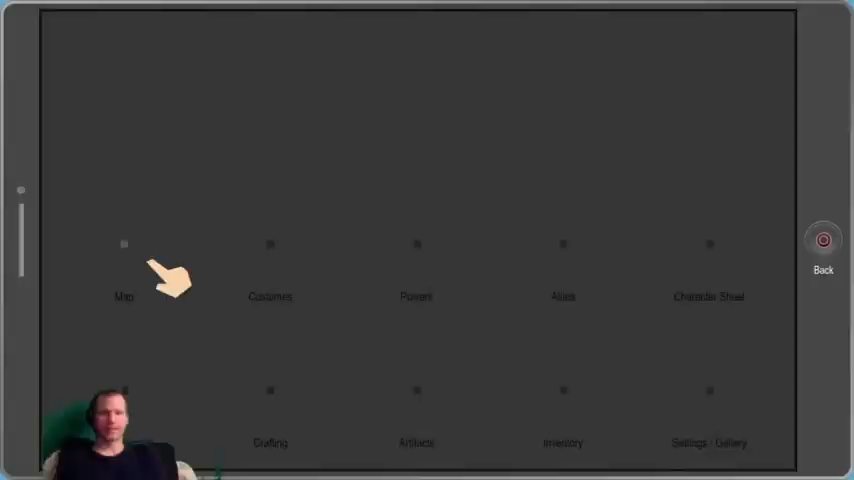 Back
Map
Costumes
Powers
Allies
Character Sheet
Crafting
Artifacts
Inventory
Settings / Gallery